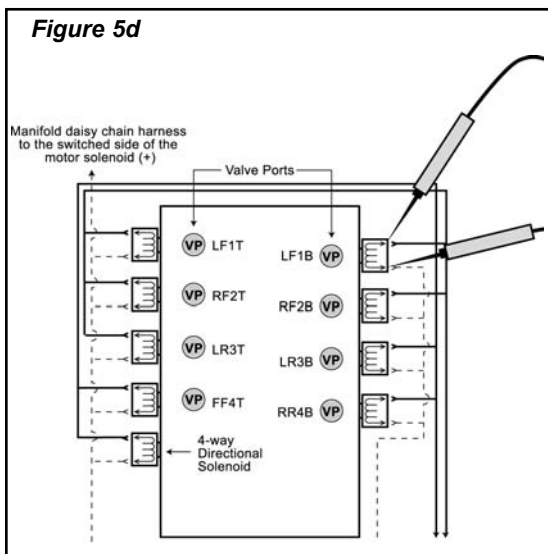 Figure 5d
Manifold daisy chain harness
to the switched side of the
motor solenoid (+)
Valve Ports
VP LF1T
LF1B VP
VP RF2T
RF2B VP
VP LR3T
LR3B VP
VP FF4T
RR4B VP
4-way
Directional
Solenoid